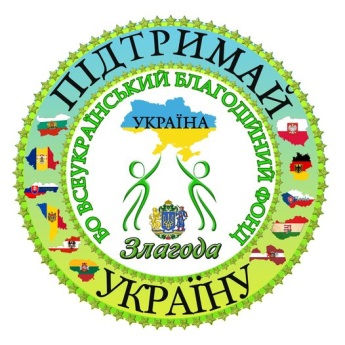 ПІДТРИМАЙ
БО ВСЕУКРАЇНСЬКИЙ БЛАГОДІЙНИЙ ФОНД
УКРАЇНА
Злагода
УКРАЇНУ